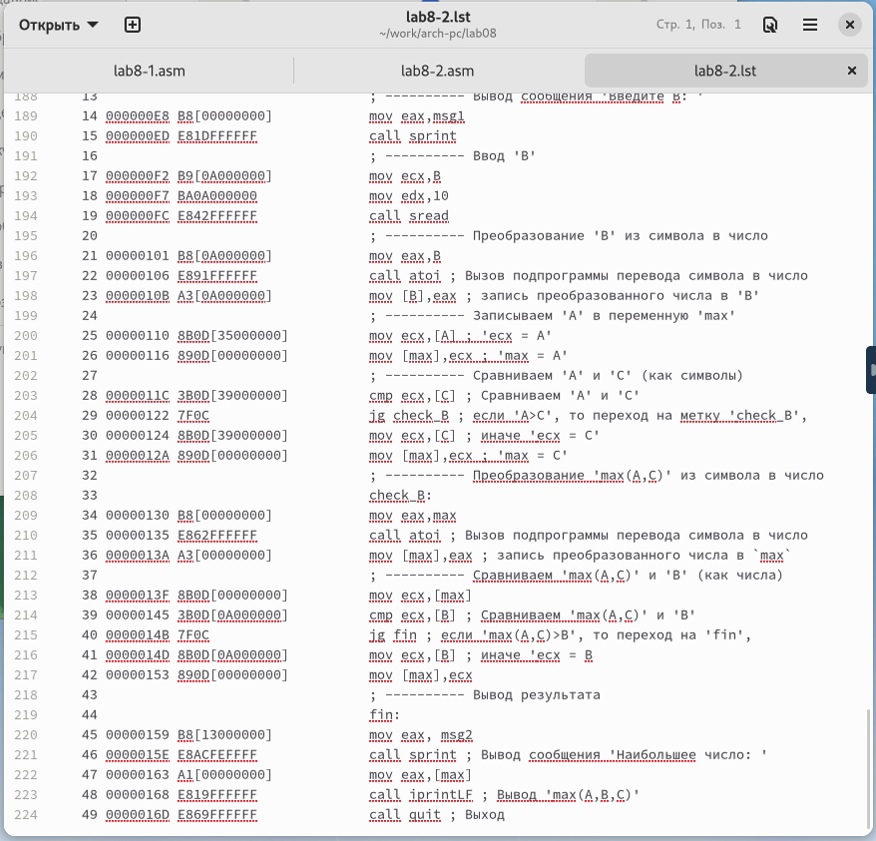 Открыть
lab8-2.lst
~/work/arch-pc/lab08
Стр. 1, Поз. 1
lab8-1.asm lab8-2.asm lab8-2.lst
188 13 ; ---------- Вывод сообщения 'Введите B: '
189 14 000000E8 B8[00000000] mov eax,msg1
190 15 000000ED E81DFFFFFF call sprint
191 16 ; ---------- Ввод 'B'
192 17 000000F2 B9[0A000000] mov ecx,B
193 18 000000F7 BA0A000000 mov edx,10
194 19 000000FC E842FFFFFF call sread
195 20 ; ---------- Преобразование 'B' из символа в число
196 21 00000101 B8[0A000000] mov eax,B
197 22 00000106 E891FFFFFF call atoi ; Вызов подпрограммы перевода символа в число
198 23 0000010B A3[0A000000] mov [B],eax ; запись преобразованного числа в 'B'
199 24 ; ---------- Записываем 'A' в переменную 'max'
200 25 00000110 8B0D[35000000] mov ecx,[A] ; 'ecx = A'
201 26 00000116 890D[00000000] mov [max],ecx ; 'max = A'
202 27 ; ---------- Сравниваем 'A' и 'С' (как символы)
203 28 0000011C 3B0D[39000000] cmp ecx,[C] ; Сравниваем 'A' и 'С'
204 29 00000122 7F0C jg check_B ; если 'A>C', то переход на метку 'check_B',
205 30 00000124 8B0D[39000000] mov ecx,[C] ; иначе 'ecx = C'
206 31 0000012A 890D[00000000] mov [max],ecx ; 'max = C'
207 32 ; ---------- Преобразование 'max(A,C)' из символа в число
208 33 check_B:
209 34 00000130 B8[00000000] mov eax,max
210 35 00000135 E862FFFFFF call atoi ; Вызов подпрограммы перевода символа в число
211 36 0000013A A3[00000000] mov [max],eax ; запись преобразованного числа в `max`
212 37 ; ---------- Сравниваем 'max(A,C)' и 'B' (как числа)
213 38 0000013F 8B0D[00000000] mov ecx,[max]
214 39 00000145 3B0D[0A000000] cmp ecx,[B] ; Сравниваем 'max(A,C)' и 'B'
215 40 0000014B 7F0C jg fin ; если 'max(A,C)>B', то переход на 'fin',
216 41 0000014D 8B0D[0A000000] mov ecx,[B] ; иначе 'ecx = B
217 42 00000153 890D[00000000] mov [max],ecx
218 43 ; ---------- Вывод результата
219 44 fin:
220 45 00000159 B8[13000000] mov eax, msg2
221 46 0000015E E8ACFEFFFF call sprint ; Вывод сообщения 'Наибольшее число: '
222 47 00000163 A1[00000000] mov eax,[max]
223 48 00000168 E819FFFFFF call iprintLF ; Вывод 'max(A,B,C)'
224 49 0000016D E869FFFFFF call quit ; Выход